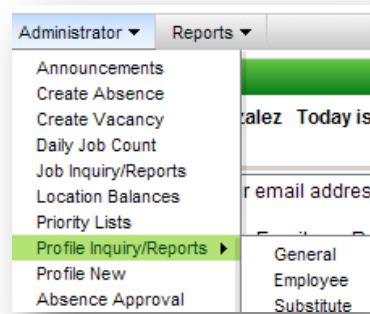 Administrator ▼ Reports ▼
Announcements
Create Absence
Create Vacancy
alez Today is
Daily Job Count
Job Inquiry/Reports
Location Balances
r email addres
Priority Lists
Profile Inquiry/Reports ▶
General
Profile New
Employee
Absence Approval
Substitute